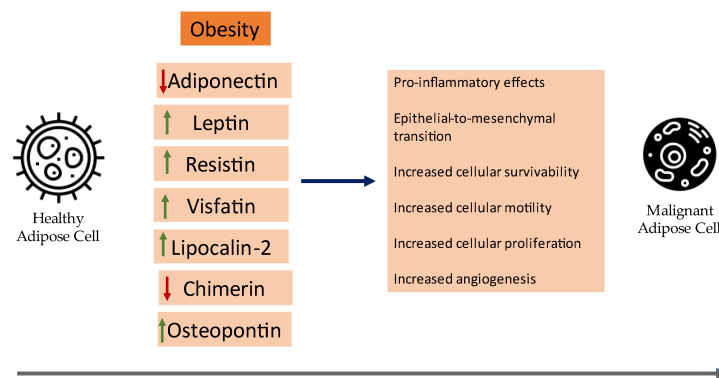 Obesity
Adiponectin
Leptin
Resistin
Visfatin
Lipocalin-2
Chimerin
Osteopontin
Healthy
Adipose Cell
Pro-inflammatory effects
Epithelial-to-mesenchymal
transition
Increased cellular survivability
Increased cellular motility
Increased cellular proliferation
Increased angiogenesis
Malignant
Adipose Cell